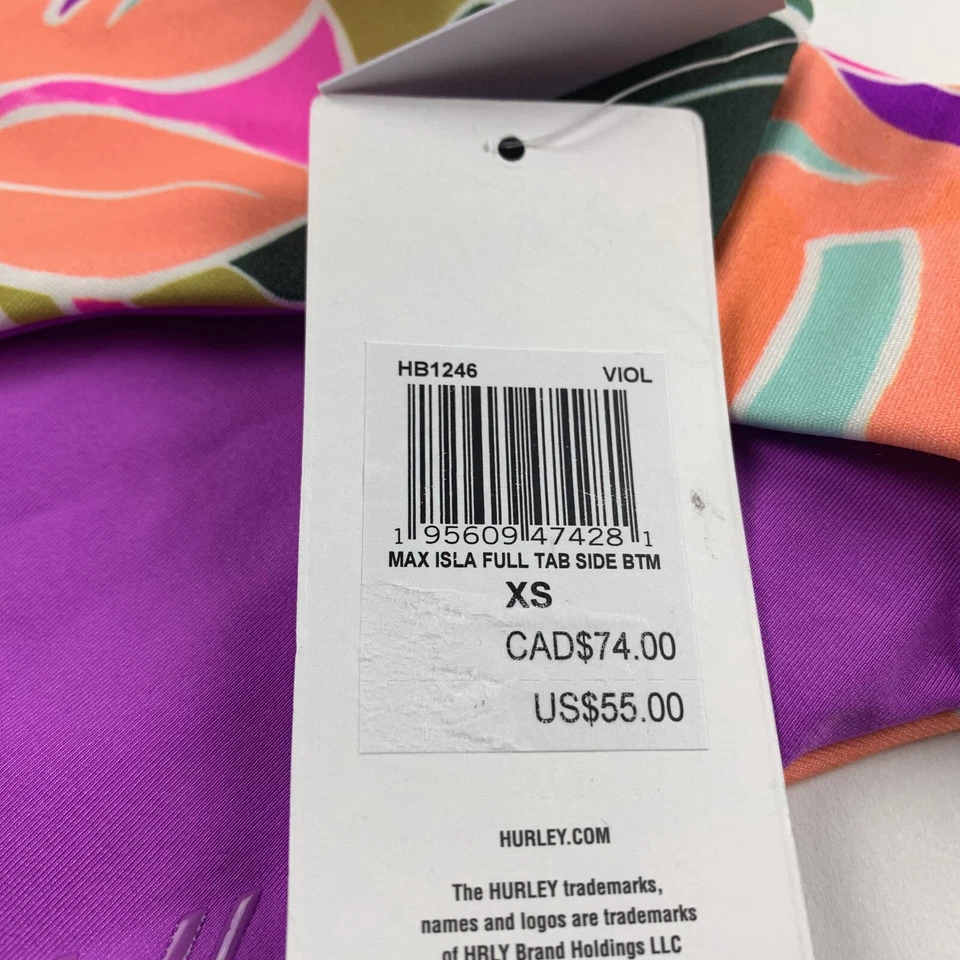 HB1246 VIOL
1 95609 47428 1
MAX ISLA FULL TAB SIDE BTM
XS
CAD$74.00
US$55.00
HURLEY.COM
The HURLEY trademarks,
names and logos are trademarks
of HRLY Brand Holdings LLC